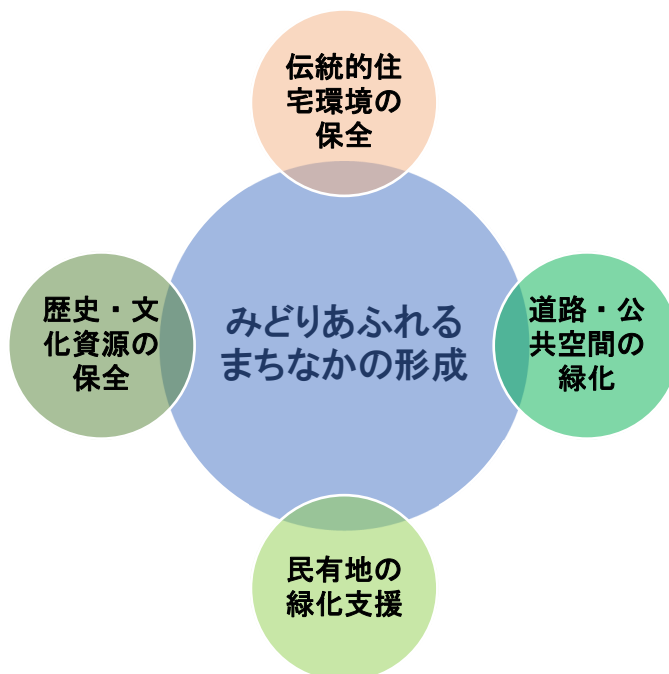 伝統的住
宅環境の
保全
歴史・文
化資源の
保全
みどりあふれる
まちなかの形成
道路・公
共空間の
緑化
民有地の
緑化支援